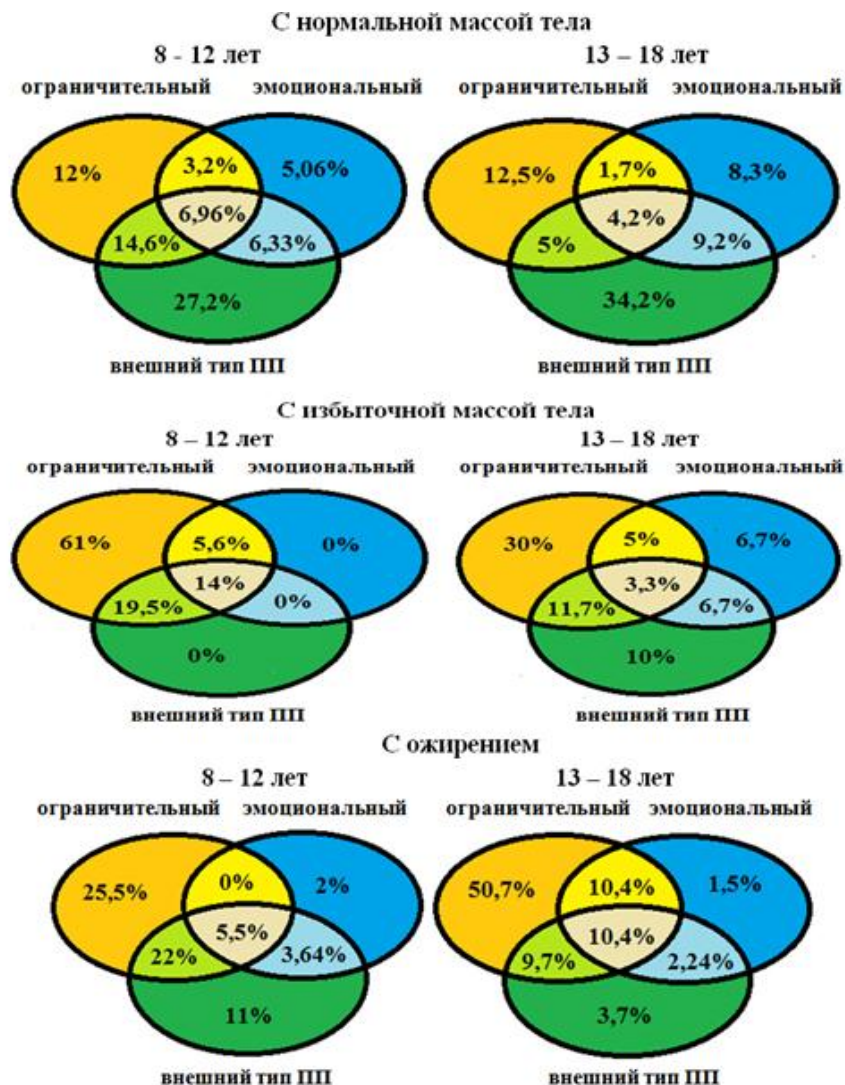 С нормальной массой тела
8 - 12 лет 13 – 18 лет
ограничительный эмоциональный ограничительный эмоциональный
12% 3,2% 5,06% 12,5% 1,7% 8,3%
6,96% 4,2%
14,6% 6,33% 5% 9,2%
27,2% 34,2%
внешний тип ПП внешний тип ПП
С избыточной массой тела
8 – 12 лет 13 – 18 лет
ограничительный эмоциональный ограничительный эмоциональный
61% 5,6% 0% 30% 5% 6,7%
14% 3,3%
19,5% 0% 11,7% 6,7%
0% 10%
внешний тип ПП внешний тип ПП
С ожирением
8 – 12 лет 13 – 18 лет
ограничительный эмоциональный ограничительный эмоциональный
25,5% 0% 2% 50,7% 10,4% 1,5%
5,5% 10,4%
22% 3,64% 9,7% 2,24%
11% 3,7%
внешний тип ПП внешний тип ПП